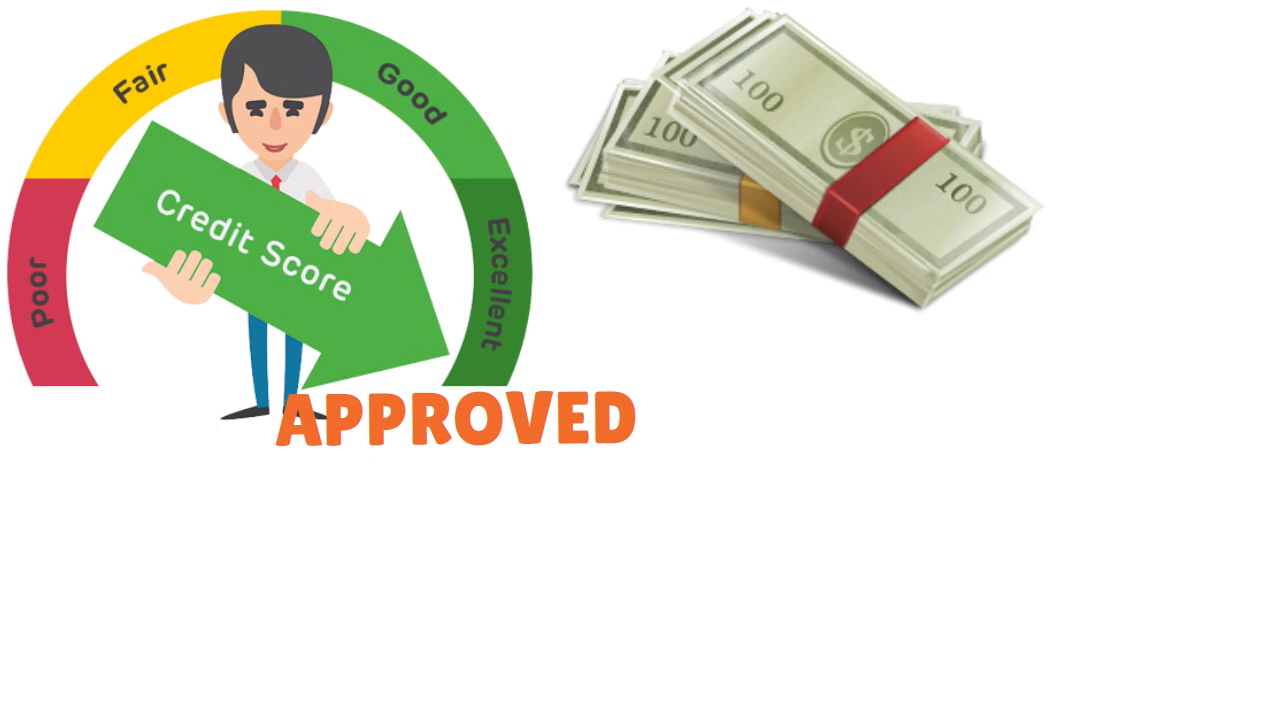 Poor
Fair
Good
Excellent
Credit Score
APPROVED
100
100
$
100